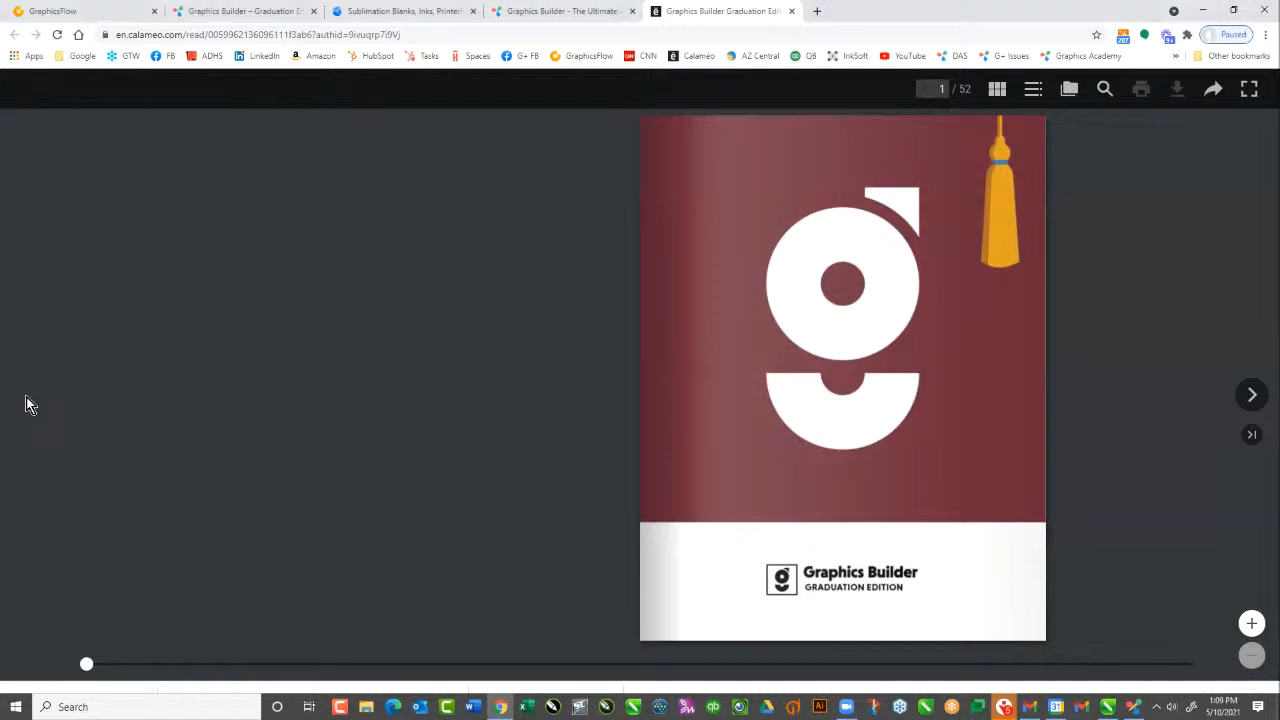 GraphicsFlow
Graphics Builder – Graduation Ed
Sublimation Blanks, Inks, Printer
Graphics Builder - The Ultimate
Graphics Builder Graduation Edit
en.calameo.com/read/005996213609611f3ab6?authid=9ivuqrp7i9Vj
Paused
Apps
Google
GTW
FB
ADHS
LinkedIn
Amazon
HubSpot
Tasks
Spaces
G+ FB
GraphicsFlow
CNN
Calaméo
AZ Central
QB
InkSoft
YouTube
DAS
G+ Issues
Graphics Academy
Other bookmarks
1 / 52
g
g Graphics Builder
GRADUATION EDITION
Search
1:09 PM
5/10/2021